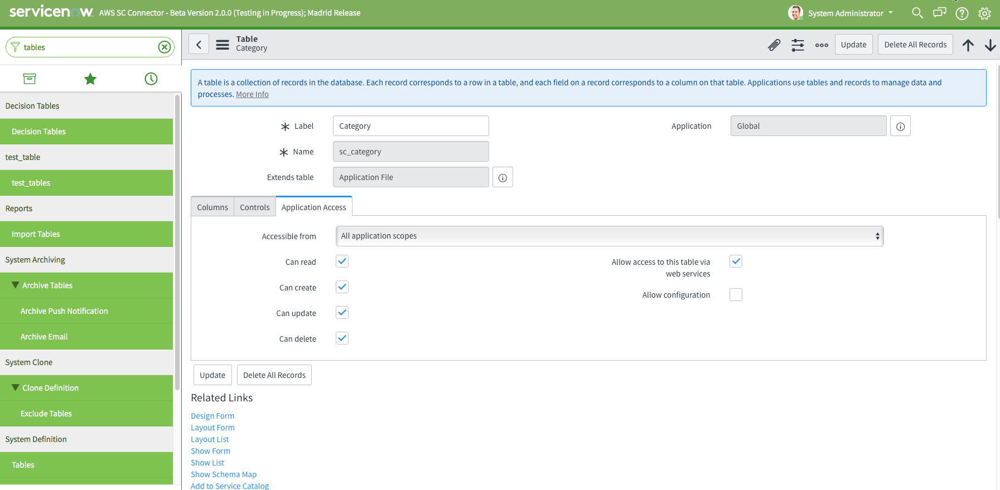 servicenow.
AWS SC Connector - Beta Version 2.0.0 (Testing in Progress); Madrid Release
System Administrator
tables
Table
Category
Update
Delete All Records
Decision Tables
Decision Tables
test_table
test_tables
Reports
Import Tables
System Archiving
Archive Tables
Archive Push Notification
Archive Email
System Clone
Clone Definition
Exclude Tables
System Definition
Tables
A table is a collection of records in the database. Each record corresponds to a row in a table, and each field on a record corresponds to a column on that table. Applications use tables and records to manage data and
processes. More Info
Label
Category
Application
Global
Name
sc_category
Extends table
Application File
Columns
Controls
Application Access
Accessible from
All application scopes
Can read
Allow access to this table via
web services
Can create
Allow configuration
Can update
Can delete
Update
Delete All Records
Related Links
Design Form
Layout Form
Layout List
Show Form
Show List
Show Schema Map
Add to Service Catalog